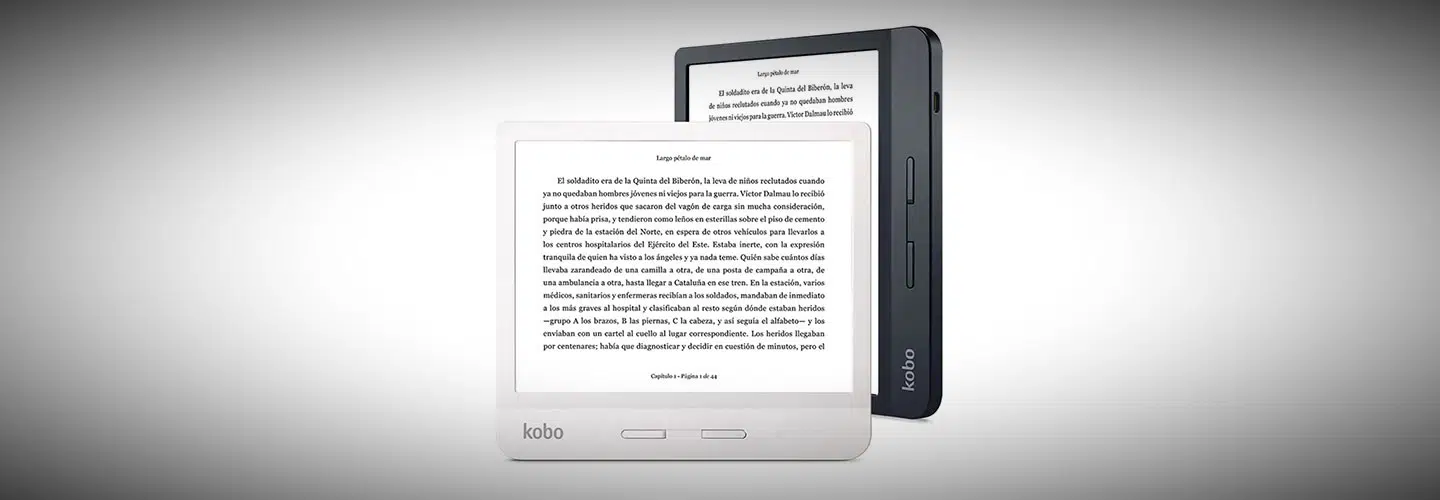 Largo pétalo de mar
El soldadito era de la Quinta del Biberón, la leva
de niños reclutados cuando ya no quedaban hombres
jóvenes ni viejos para la guerra. Víctor Dalmau lo recibió
kobo
Largo pétalo de mar
El soldadito era de la Quinta del Biberón, la leva de niños reclutados cuando
ya no quedaban hombres jóvenes ni viejos para la guerra. Víctor Dalmau lo recibió
junto a otros heridos que sacaron del vagón de carga sin mucha consideración,
porque había prisa, y tendieron como leños en esterillas sobre el piso de cemento
y piedra de la estación del Norte, en espera de otros vehículos para llevarlos a
los centros hospitalarios del Ejército del Este. Estaba inerte, con la expresión
tranquila de quien ha visto a los ángeles y ya nada teme. Quién sabe cuántos días
llevaba zarandeado de una camilla a otra, de una posta de campaña a otra, de
una ambulancia a otra, hasta llegar a Cataluña en ese tren. En la estación, varios
médicos, sanitarios y enfermeras recibían a los soldados, mandaban de inmediato
a los más graves al hospital y clasificaban al resto según dónde estaban heridos
—grupo A los brazos, B las piernas, C la cabeza, y así seguía el alfabeto— y los
enviaban con un cartel al cuello al lugar correspondiente. Los heridos llegaban
por centenares; había que diagnosticar y decidir en cuestión de minutos, pero el
Capítulo 1 - Página 1 de 44
kobo